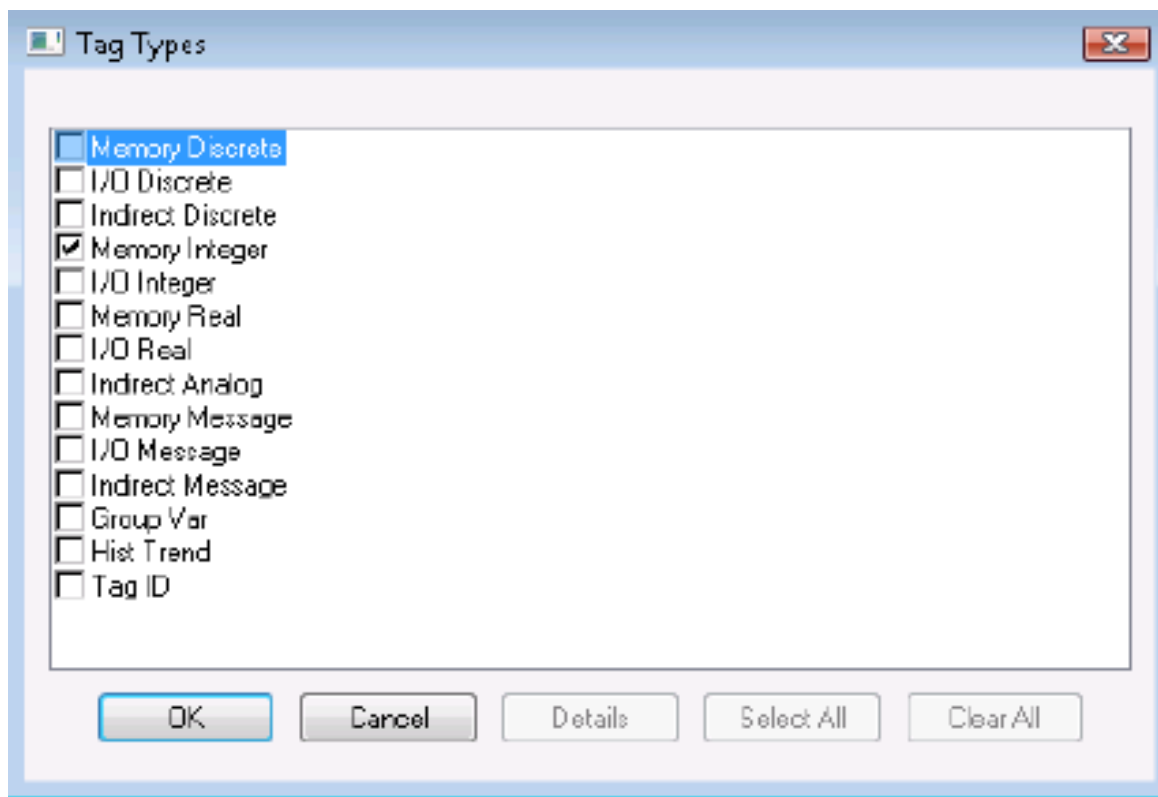 Tag Types
Memory Discrete
I/O Discrete
Indirect Discrete
Memory Integer
I/O Integer
Memory Real
I/O Real
Indirect Analog
Memory Message
I/O Message
Indirect Message
Group Var
Hist Trend
Tag ID
OK Cancel Details Select All Clear All